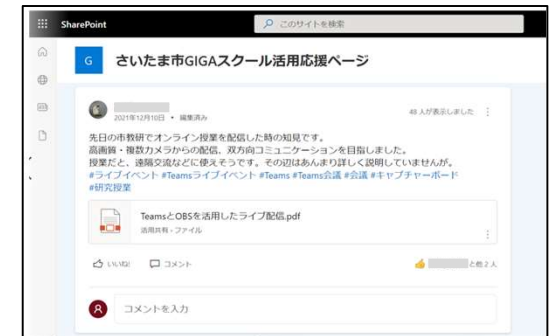 SharePoint
このサイトを検索
G
さいたま市GIGAスクール活用応援ページ
2021年12月10日 • 編集済み
48 人が表示しました
先日の市教研でオンライン授業を配信した時の知見です。
高画質・複数カメラからの配信、双方向コミュニケーションを目指しました。
授業だと、遠隔交流などに使えそうです。その辺はあんまり詳しく説明していませんが。
#ライブイベント #Teamsライブイベント #Teams #Teams会議 #会議 #キャプチャーボード
#研究授業
TeamsとOBSを活用したライブ配信.pdf
活用共有 - ファイル
いいね!
コメント
と他 2 人
R
コメントを入力